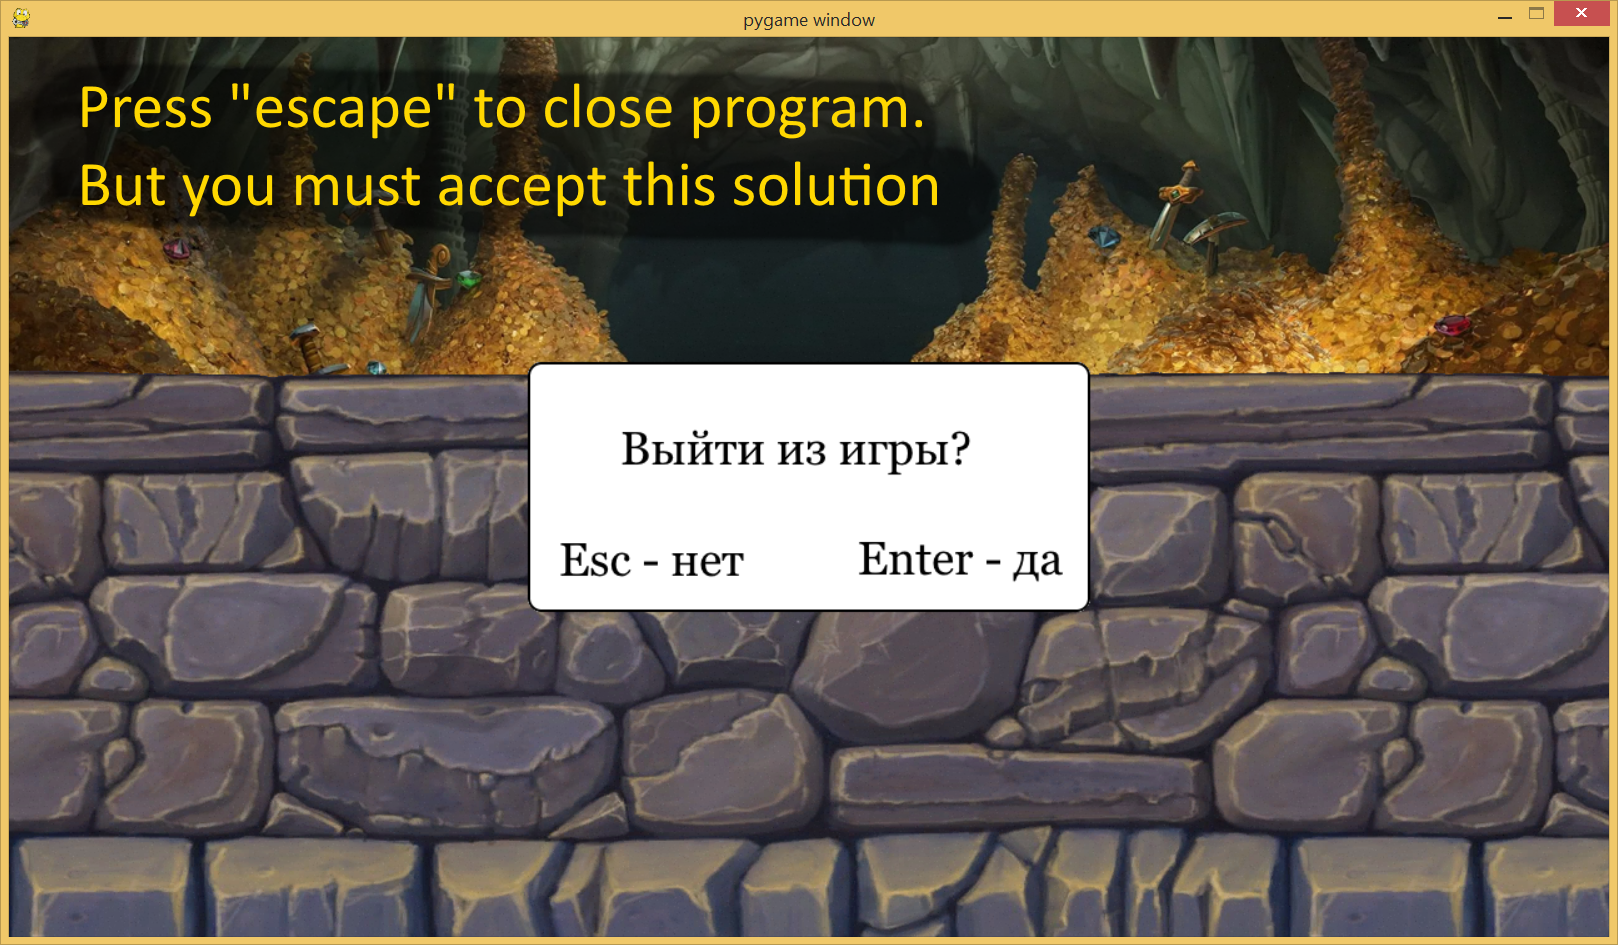 pygame window
Press "escape" to close program.
But you must accept this solution
Выйти из игры?
Esc - нет
Enter - да